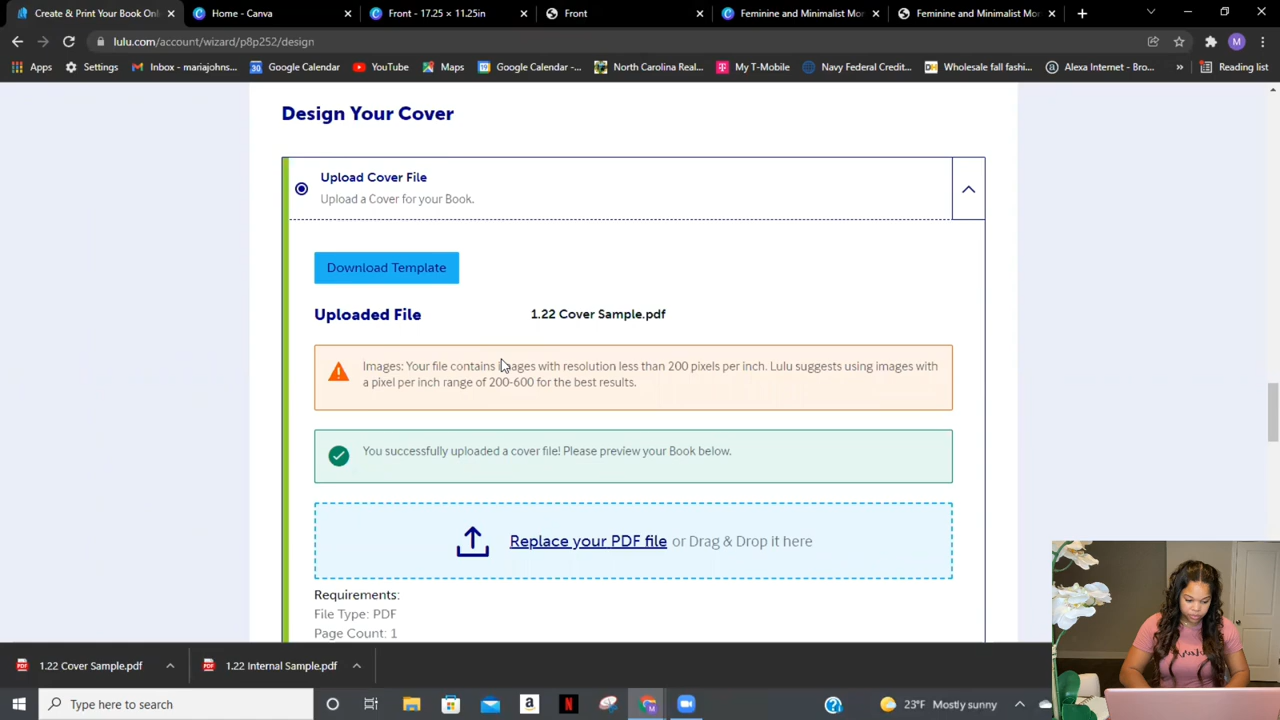 Create & Print Your Book Onl
Home - Canva
Front - 17.25 × 11.25in
Front
Feminine and Minimalist Mo
Feminine and Minimalist Mo
lulu.com/account/wizard/p8p252/design
Apps
Settings
Inbox - mariajohns...
Google Calendar
YouTube
Maps
Google Calendar -...
North Carolina Real...
My T-Mobile
Navy Federal Credit...
Wholesale fall fashi...
Alexa Internet - Bro...
Reading list
Design Your Cover
Upload Cover File
Upload a Cover for your Book.
Download Template
Uploaded File
1.22 Cover Sample.pdf
Images: Your file contains images with resolution less than 200 pixels per inch. Lulu suggests using images with
a pixel per inch range of 200-600 for the best results.
You successfully uploaded a cover file! Please preview your Book below.
Replace your PDF file or Drag & Drop it here
Requirements:
File Type: PDF
Page Count: 1
1.22 Cover Sample.pdf
1.22 Internal Sample.pdf
Type here to search
23°F Mostly sunny